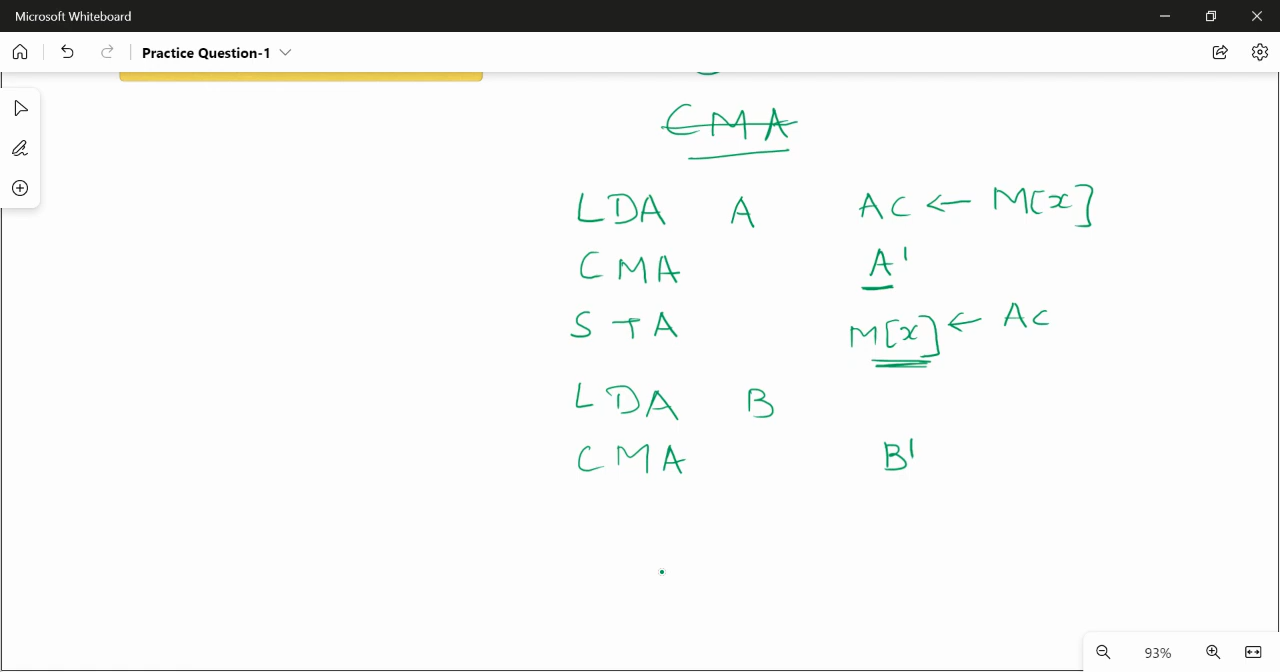 Microsoft Whiteboard
Practice Question-1
CMA
LDA A AC ← M[x]
CMA A'
STA M[x] ← AC
LDA B
CMA B'
93%